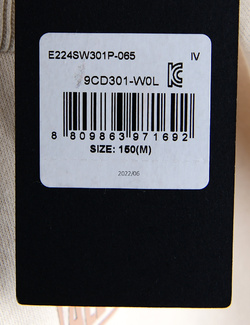 E224SW301P-065 IV
9CD301-W0L
8 809863 971692
SIZE: 150(M)
2022/06